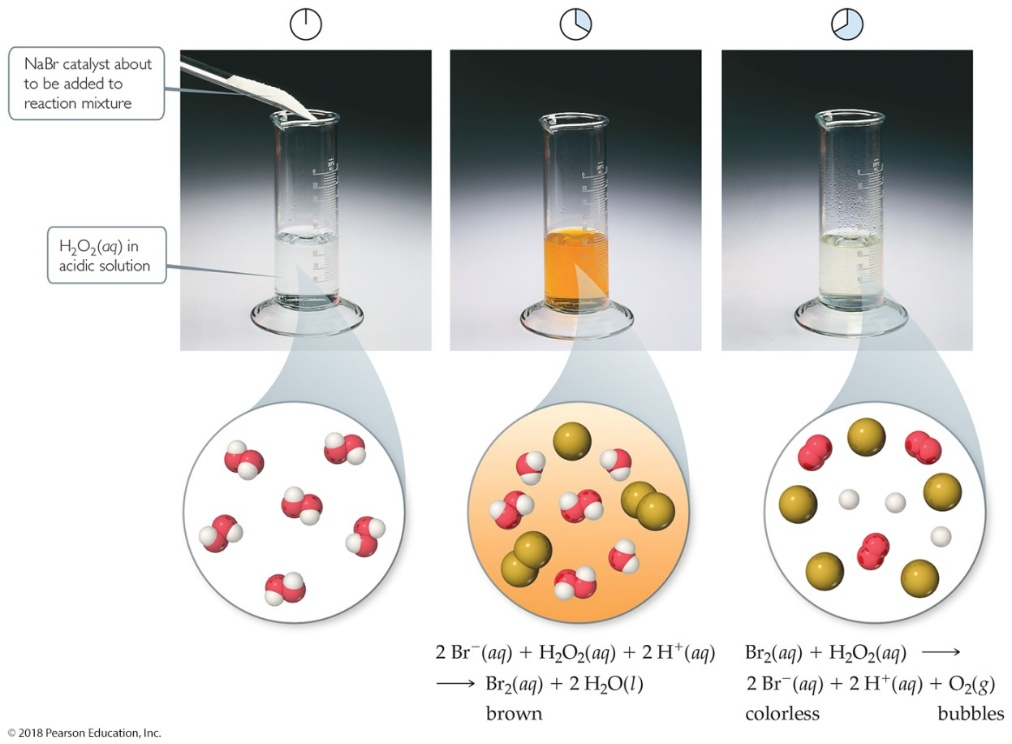 NaBr catalyst about
to be added to
reaction mixture
H₂O₂(aq) in
acidic solution
2 Br⁻(aq) + H₂O₂(aq) + 2 H⁺(aq)
⟶ Br₂(aq) + 2 H₂O(l)
brown
Br₂(aq) + H₂O₂(aq) ⟶
2 Br⁻(aq) + 2 H⁺(aq) + O₂(g)
colorless bubbles
© 2018 Pearson Education, Inc.